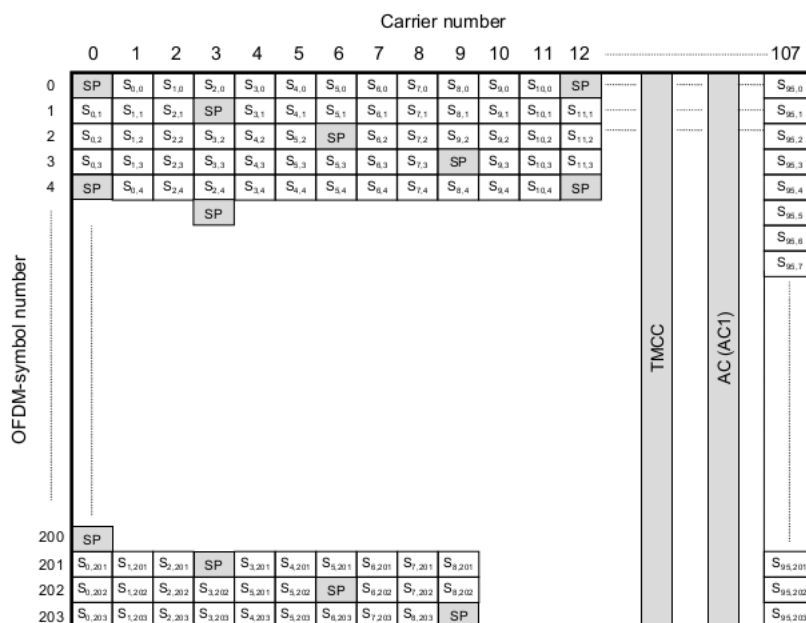 Carrier number
0 1 2 3 4 5 6 7 8 9 10 11 12 107
0 SP S0,0 S1,0 S2,0 S3,0 S4,0 S5,0 S6,0 S7,0 S8,0 S9,0 S10,0 SP S95,0
1 S0,1 S1,1 S2,1 SP S3,1 S4,1 S5,1 S6,1 S7,1 S8,1 S9,1 S10,1 S11,1 S95,1
2 S0,2 S1,2 S2,2 S3,2 S4,2 S5,2 SP S6,2 S7,2 S9,2 S9,2 S10,2 S11,2 S95,2
3 S0,3 S1,3 S2,3 S3,3 S4,3 S5,3 S5,3 S6,3 S7,3 SP S9,3 S10,3 S11,3 S95,3
4 SP S0,4 S2,4 S2,4 S3,4 S4,4 S5,4 S6,4 S7,4 S8,4 S9,4 S10,4 SP S95,4
SP S95,5
S95,6
S95,7
OFDM-symbol number
TMCC
AC (AC1)
200 SP
201 S0,201 S1,201 S2,201 SP S3,201 S4,201 S5,201 S6,201 S7,201 S8,201 S95,201
202 S0,202 S1,202 S2,202 S3,202 S5,201 S5,202 SP S6,202 S7,202 S8,202 S95,202
203 S0,203 S1,203 S2,203 S3,203 S4,203 S5,203 S6,203 S7,203 S8,203 SP S95,203